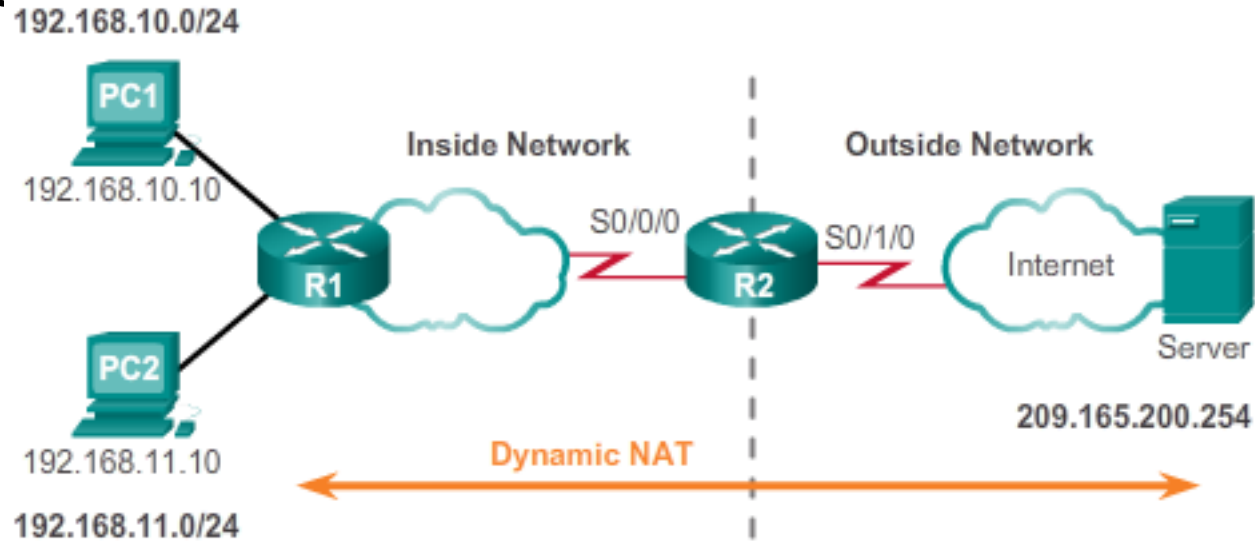 192.168.10.0/24
PC1
192.168.10.10
Inside Network
Outside Network
S0/0/0
S0/1/0
R1
R2
Internet
Server
PC2
192.168.11.10
209.165.200.254
Dynamic NAT
192.168.11.0/24